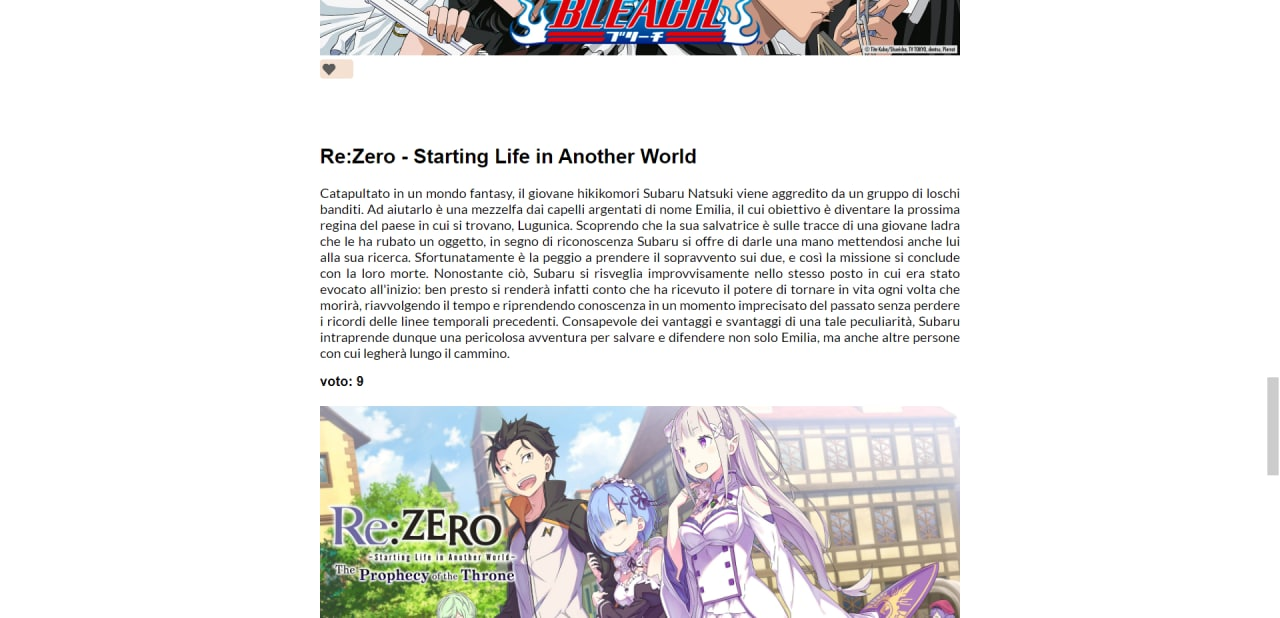 BLEACH
ブリーチ
© Tite Kubo/Shueisha, TV TOKYO, dentsu, Pierrot
Re:Zero - Starting Life in Another World
Catapultato in un mondo fantasy, il giovane hikikomori Subaru Natsuki viene aggredito da un gruppo di loschi
banditi. Ad aiutarlo è una mezzelfa dai capelli argentati di nome Emilia, il cui obiettivo è diventare la prossima
regina del paese in cui si trovano, Lugunica. Scoprendo che la sua salvatrice è sulle tracce di una giovane ladra
che le ha rubato un oggetto, in segno di riconoscenza Subaru si offre di darle una mano mettendosi anche lui
alla sua ricerca. Sfortunatamente è la peggio a prendere il sopravvento sui due, e così la missione si conclude
con la loro morte. Nonostante ciò, Subaru si risveglia improvvisamente nello stesso posto in cui era stato
evocato all'inizio: ben presto si renderà infatti conto che ha ricevuto il potere di tornare in vita ogni volta che
morirà, riavvolgendo il tempo e riprendendo conoscenza in un momento imprecisato del passato senza perdere
i ricordi delle linee temporali precedenti. Consapevole dei vantaggi e svantaggi di una tale peculiarità, Subaru
intraprende dunque una pericolosa avventura per salvare e difendere non solo Emilia, ma anche altre persone
con cui legherà lungo il cammino.
voto: 9
Re:ZERO
-Starting Life in Another World-
The Prophecy of the Throne